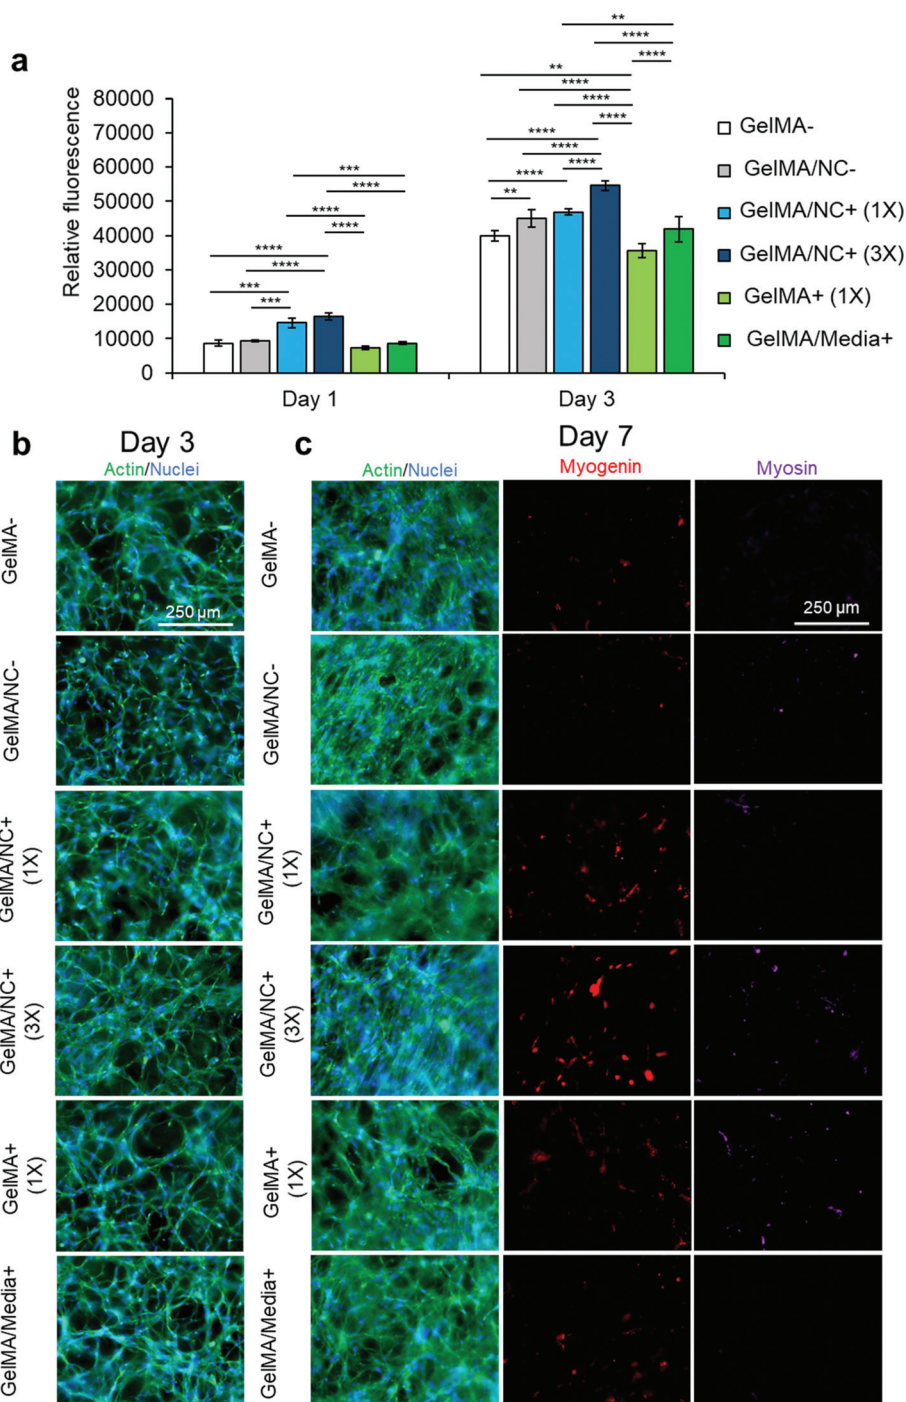 a
**
****
****
**
****
****
****
****
****
****
****
**
***
****
****
****
****
****
***
***
Relative fluorescence
80000
70000
60000
50000
40000
30000
20000
10000
0
Day 1
Day 3
GelMA-
GelMA/NC-
GelMA/NC+ (1X)
GelMA/NC+ (3X)
GelMA+ (1X)
GelMA/Media+
b
Day 3
Actin/Nuclei
GelMA-
250 µm
GelMA/NC-
GelMA/NC+
(1X)
GelMA/NC+
(3X)
GelMA+
(1X)
GelMA/Media+
c
Day 7
Actin/Nuclei
Myogenin
Myosin
GelMA-
250 µm
GelMA/NC-
GelMA/NC+
(1X)
GelMA/NC+
(3X)
GelMA+
(1X)
GelMA/Media+